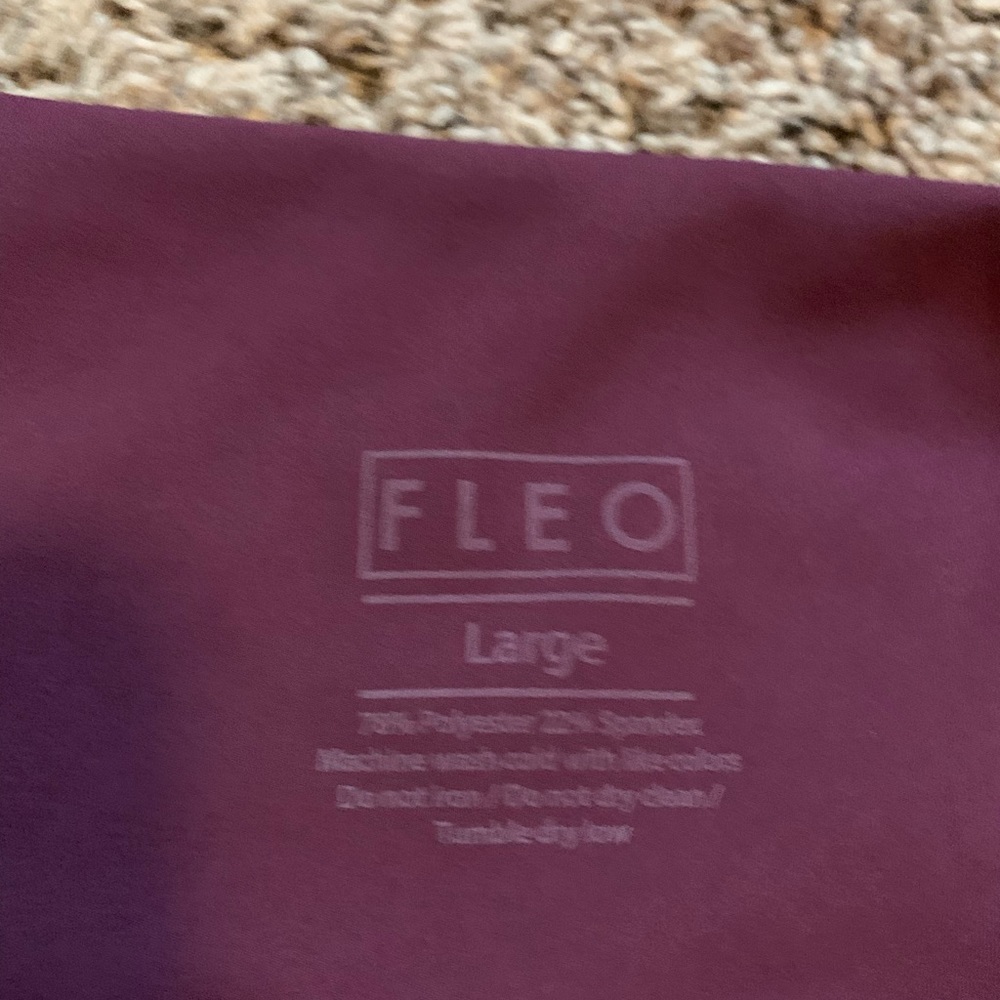 FLEO
Large
78% Polyester 22% Spandex
Machine wash cold with like colors
Do not iron / Do not dry clean /
Tumble dry low